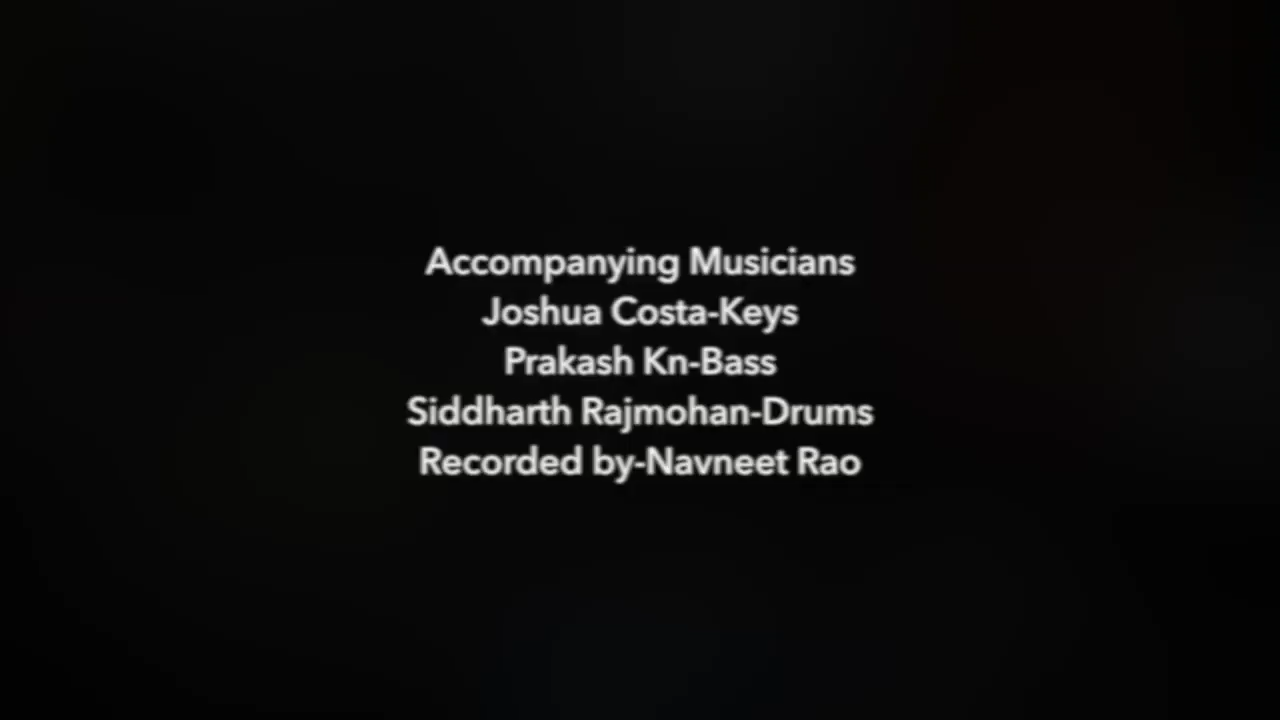 Accompanying Musicians
Joshua Costa-Keys
Prakash Kn-Bass
Siddharth Rajmohan-Drums
Recorded by-Navneet Rao